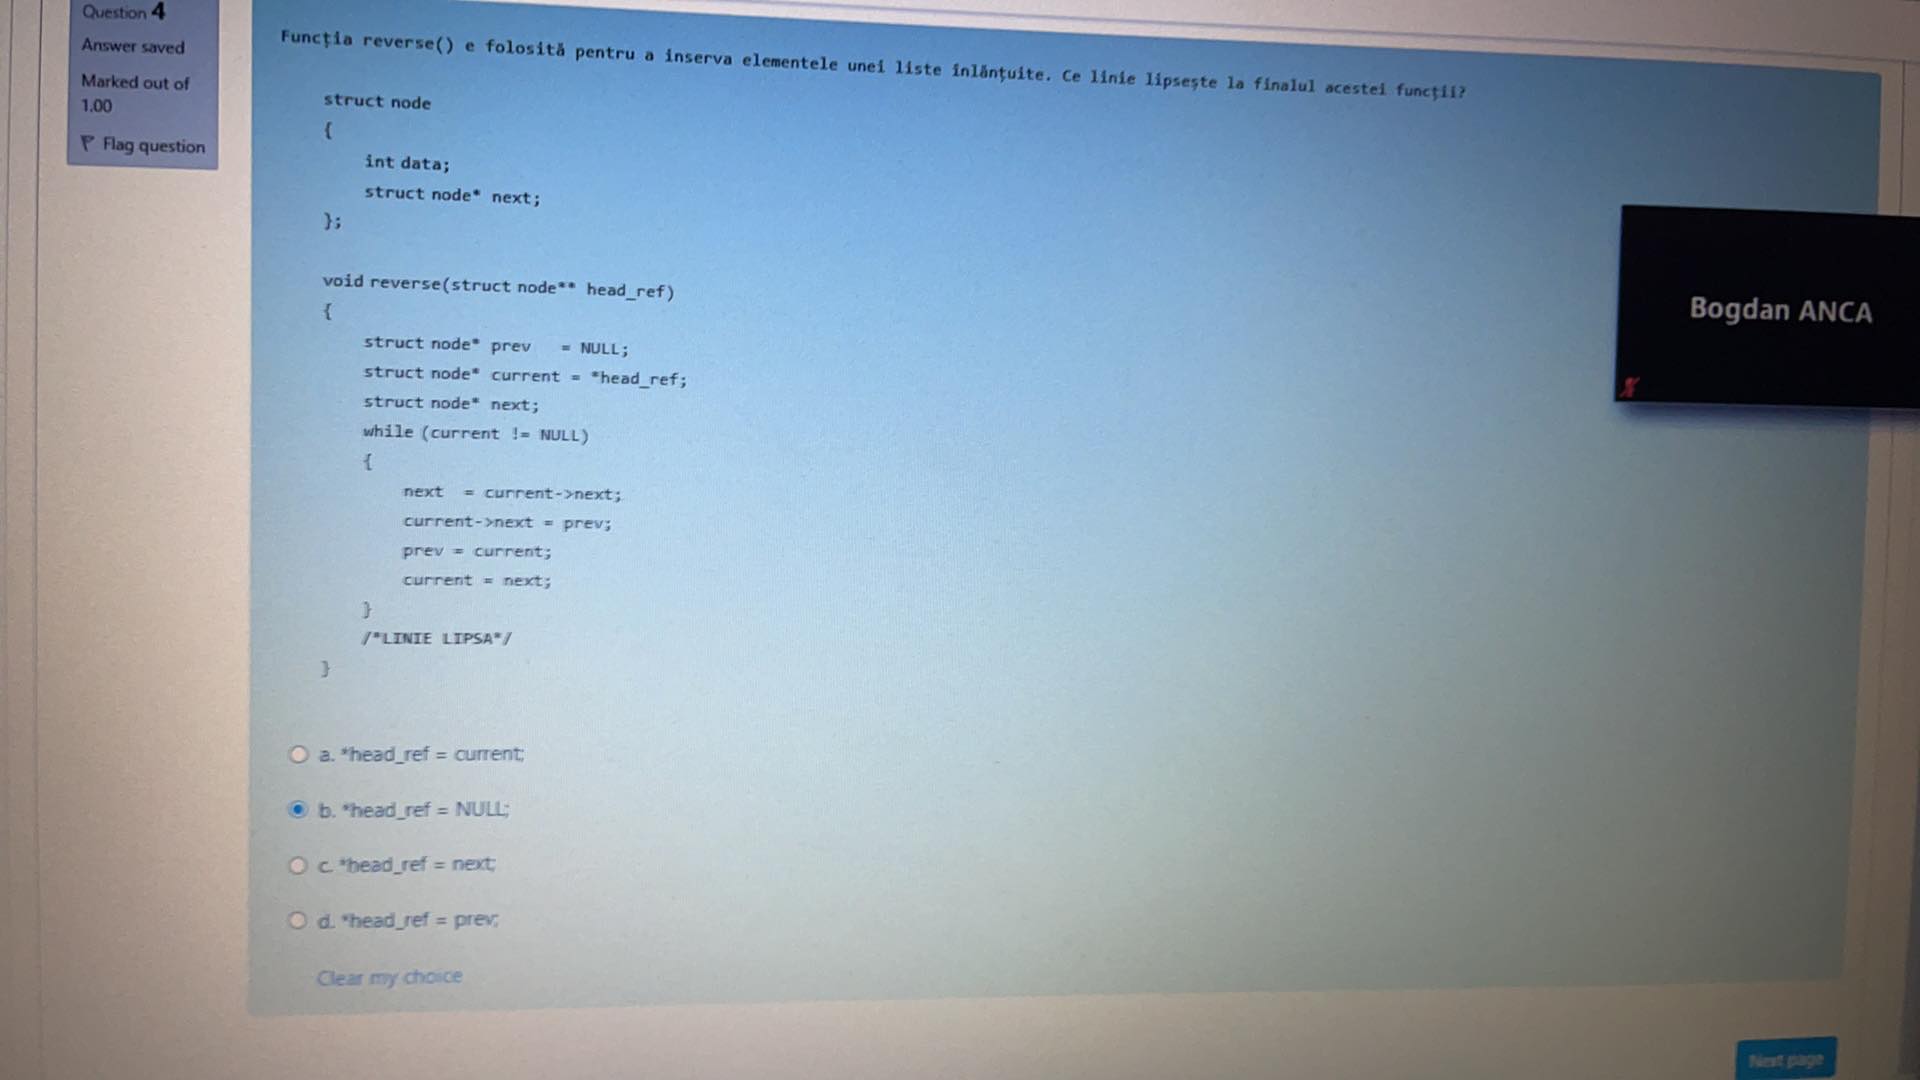 Question 4
Answer saved
Marked out of
1.00
Flag question
Funcția reverse() e folosită pentru a inserva elementele unei liste înlănțuite. Ce linie lipsește la finalul acestei funcții?
struct node
{
int data;
struct node* next;
};
void reverse(struct node** head_ref)
{
struct node* prev = NULL;
struct node* current = *head_ref;
struct node* next;
while (current != NULL)
{
next = current->next;
current->next = prev;
prev = current;
current = next;
}
/*LINIE LIPSA*/
}
a. *head_ref = current;
b. *head_ref = NULL;
c. *head_ref = next;
d. *head_ref = prev;
Clear my choice
Bogdan ANCA
Next page